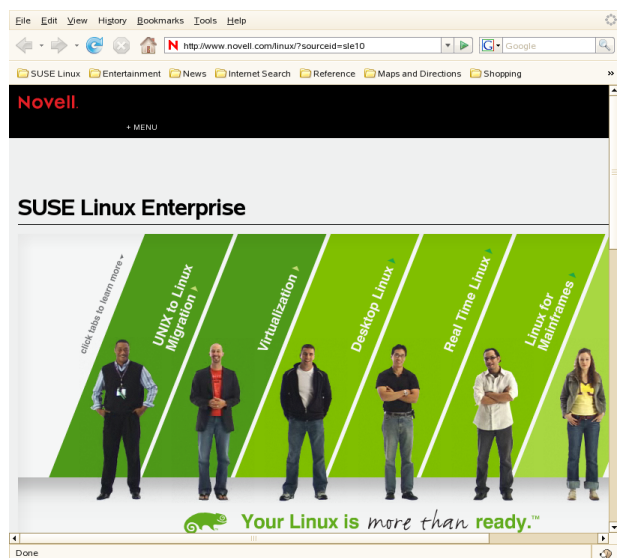 File Edit View History Bookmarks Tools Help
N http://www.novell.com/linux/?sourceid=sle10 G Google
SUSE Linux Entertainment News Internet Search Reference Maps and Directions Shopping »
Novell.
+ MENU
SUSE Linux Enterprise
click tabs to learn more
UNIX to Linux
Migration
Virtualization
Desktop Linux
Real Time Linux
Linux for
Mainframes
Your Linux is more than ready.™
Done